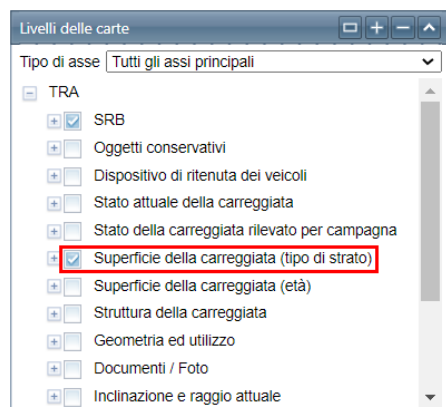 Livelli delle carte
Tipo di asse Tutti gli assi principali
TRA
SRB
Oggetti conservativi
Dispositivo di ritenuta dei veicoli
Stato attuale della carreggiata
Stato della carreggiata rilevato per campagna
Superficie della carreggiata (tipo di strato)
Superficie della carreggiata (età)
Struttura della carreggiata
Geometria ed utilizzo
Documenti / Foto
Inclinazione e raggio attuale